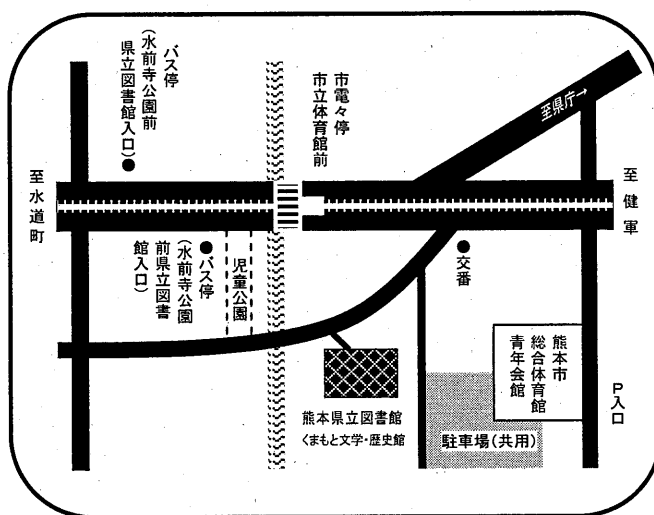 バス停
(水前寺公園前
県立図書館入口)●
市電々停
市立体育館前
至県庁→
至水道町
至健軍
●バス停
(水前寺公園
前県立図書
館入口)
児童公園
●交番
熊本市
総合体育館
青年会館
P入口
熊本県立図書館
くまもと文学・歴史館
駐車場(共用)